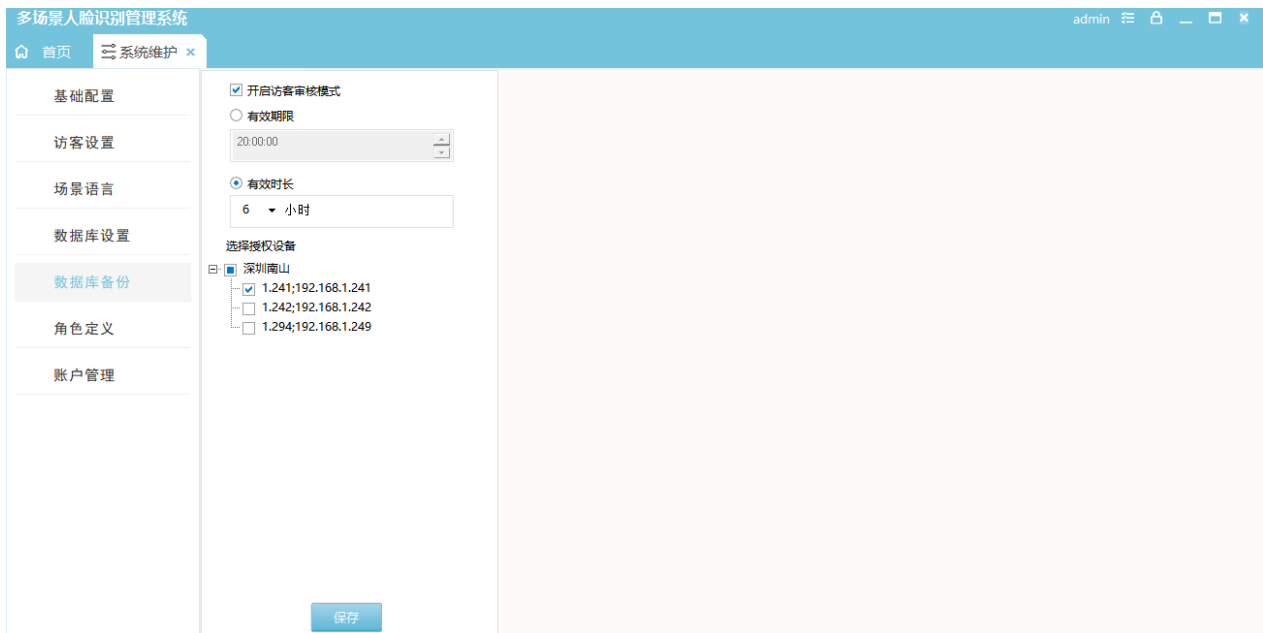 多场景人脸识别管理系统
admin
首页
系统维护
基础配置
访客设置
场景语言
数据库设置
数据库备份
角色定义
账户管理
开启访客审核模式
有效期限
20:00:00
有效时长
6 小时
选择授权设备
深圳南山
1.241;192.168.1.241
1.242;192.168.1.242
1.294;192.168.1.249
保存